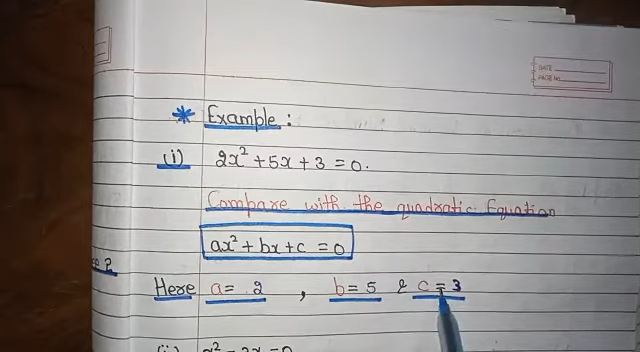 DATE
PAGE No.
* Example :
(i) 2x² + 5x + 3 = 0.
Compare with the quadratic Equation
ax² + bx + c = 0
Here a = 2 , b = 5 & c = 3